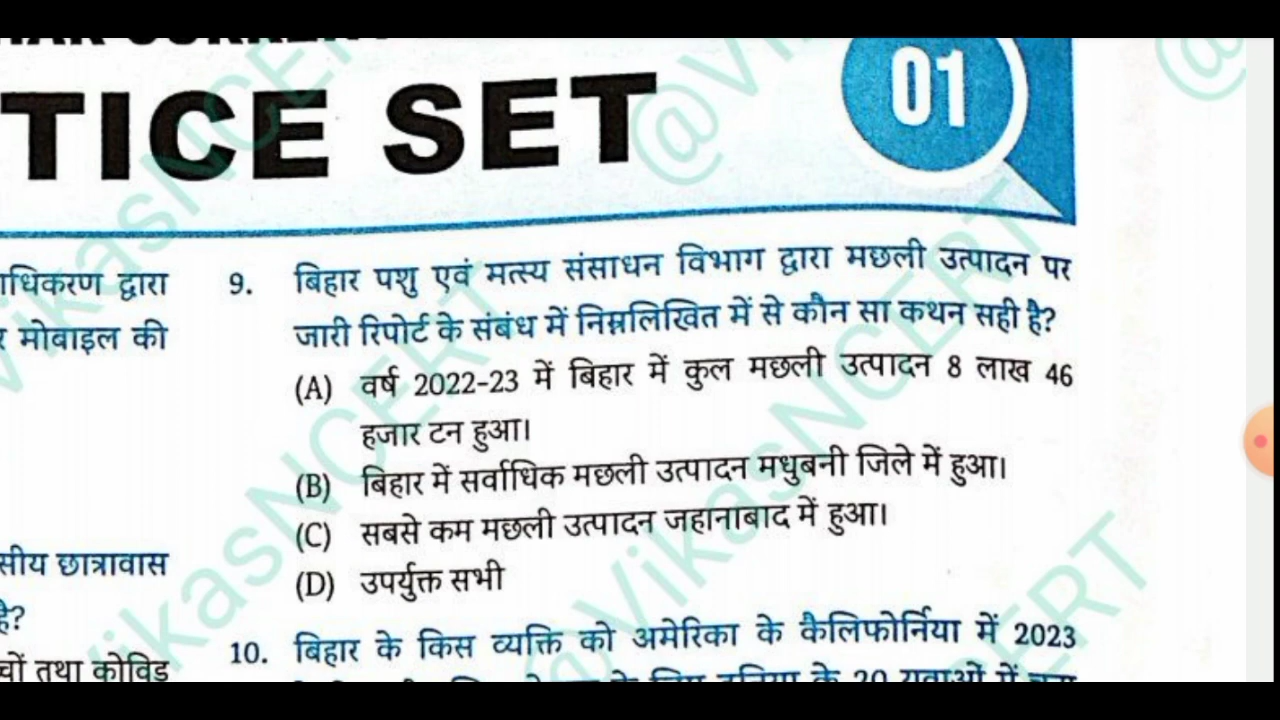 TICE SET
01
ाधिकरण द्वारा
मोबाइल की
सीय छात्रावास
है?
तथा कोविड
9. बिहार पशु एवं मत्स्य संसाधन विभाग द्वारा मछली उत्पादन पर
जारी रिपोर्ट के संबंध में निम्नलिखित में से कौन सा कथन सही है?
(A) वर्ष 2022-23 में बिहार में कुल मछली उत्पादन 8 लाख 46
हजार टन हुआ।
(B) बिहार में सर्वाधिक मछली उत्पादन मधुबनी जिले में हुआ।
(C) सबसे कम मछली उत्पादन जहानाबाद में हुआ।
(D) उपर्युक्त सभी
10. बिहार के किस व्यक्ति को अमेरिका के कैलिफोर्निया में 2023
@VikasNCERT